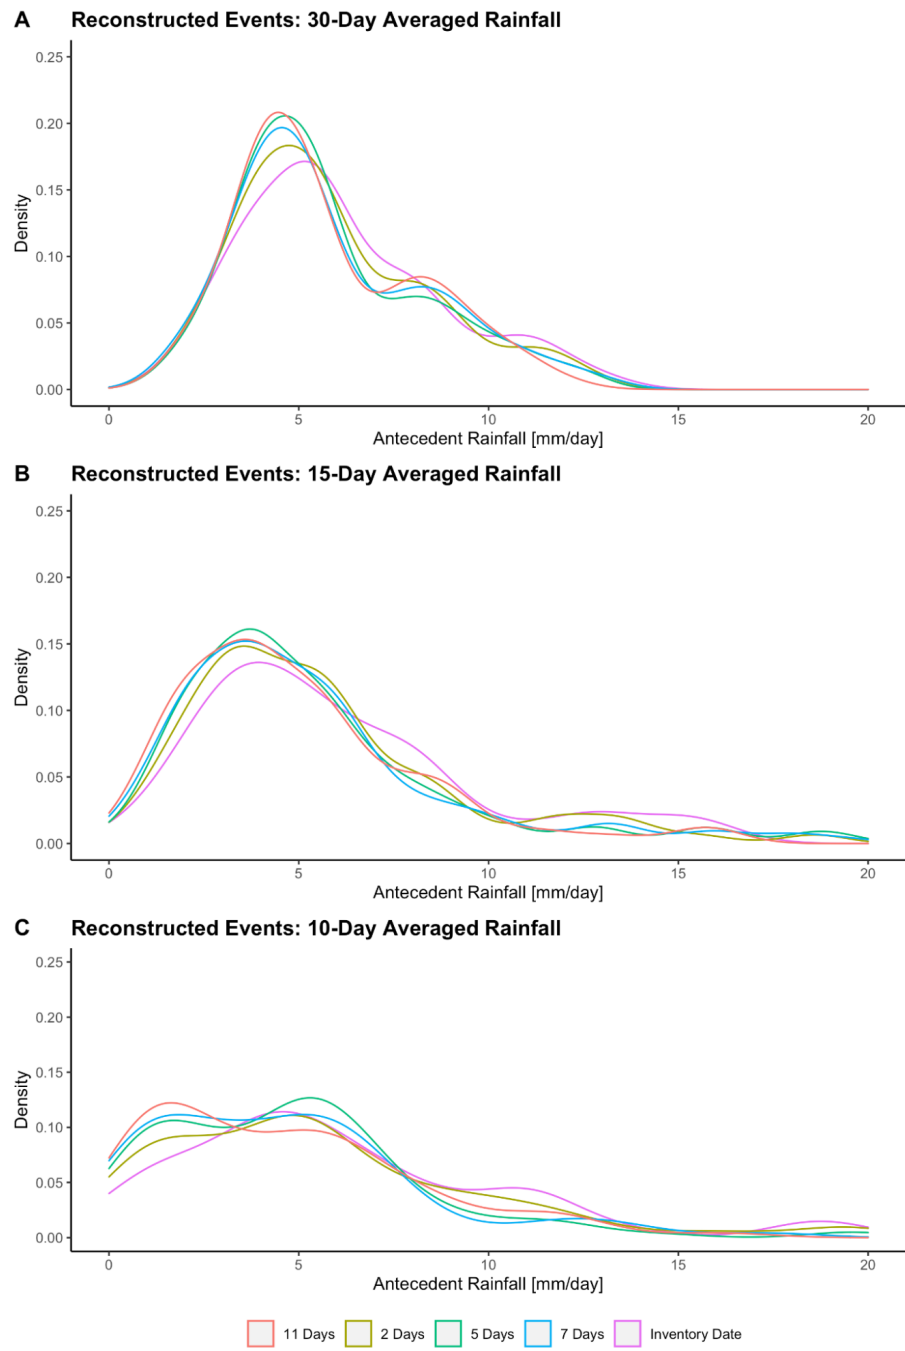 A Reconstructed Events: 30-Day Averaged Rainfall
0.25
0.20
0.15
0.10
0.05
0.00
Density
0 5 10 15 20
Antecedent Rainfall [mm/day]
B Reconstructed Events: 15-Day Averaged Rainfall
0.25
0.20
0.15
0.10
0.05
0.00
Density
0 5 10 15 20
Antecedent Rainfall [mm/day]
C Reconstructed Events: 10-Day Averaged Rainfall
0.25
0.20
0.15
0.10
0.05
0.00
Density
0 5 10 15 20
Antecedent Rainfall [mm/day]
11 Days 2 Days 5 Days 7 Days Inventory Date